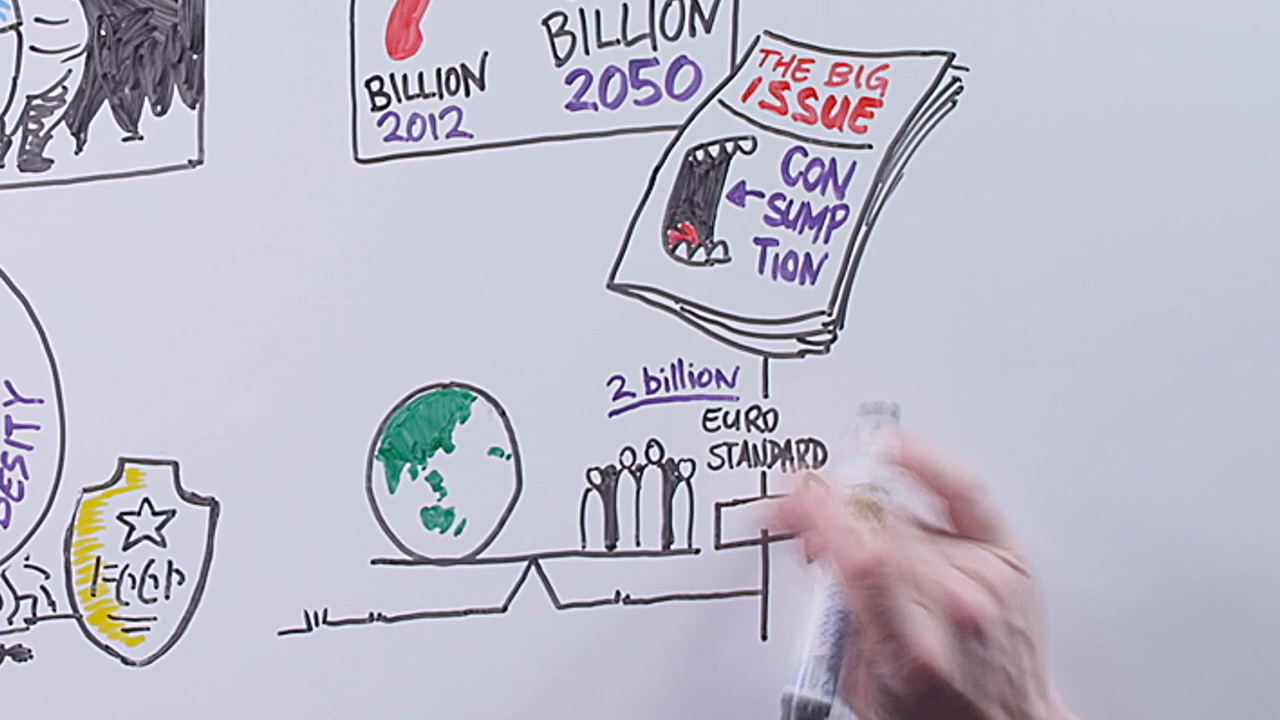 BILLION
2012
BILLION
2050
THE BIG
ISSUE
CON
SUMP
TION
2 billion
EURO
STANDARD